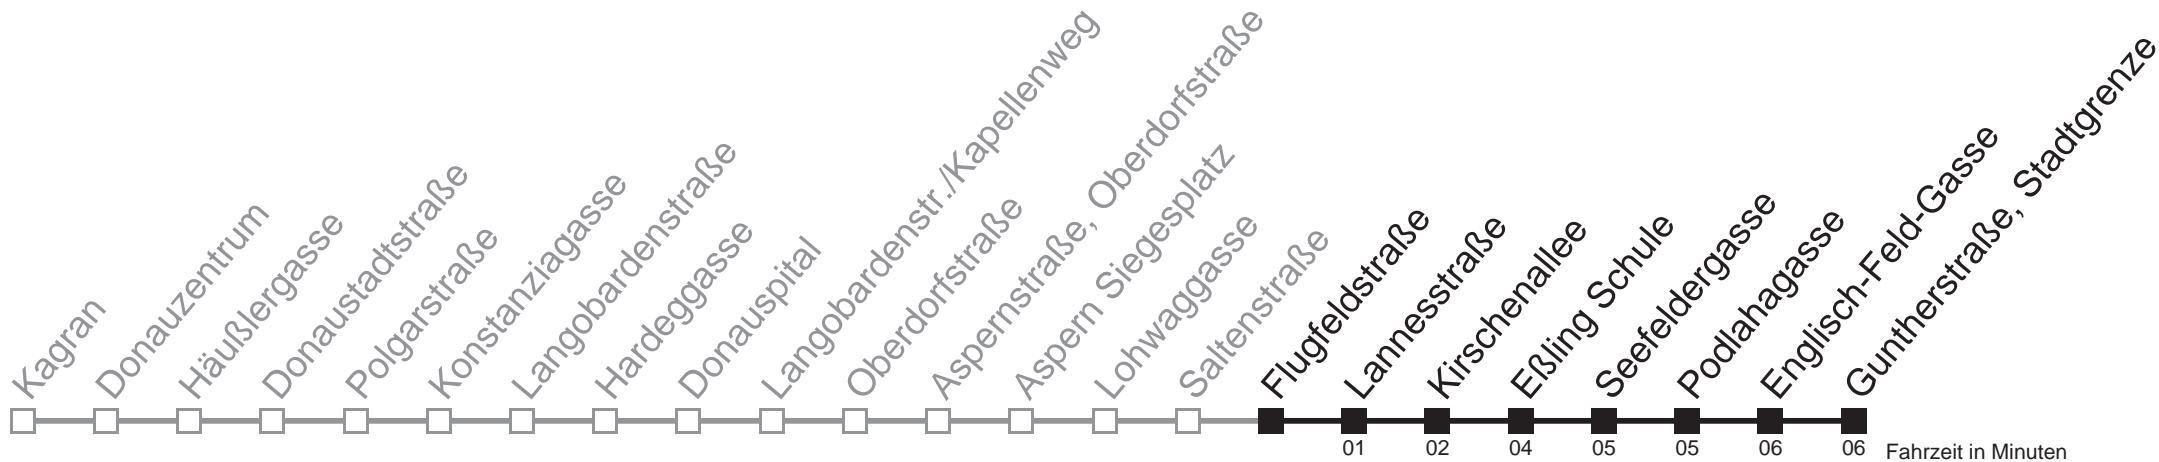 Kagran
Donauzentrum
Häußlergasse
Donaustadtstraße
Polgarstraße
Konstanziagasse
Langobardenstraße
Hardeggasse
Donauspital
Langobardenstr./Kapellenweg
Oberdorfstraße
Aspernstraße, Oberdorfstraße
Aspern Siegesplatz
Lohwaggasse
Saltenstraße
Flugfeldstraße
Lannesstraße
Kirschenallee
Eßling Schule
Seefeldergasse
Podlahagasse
Englisch-Feld-Gasse
Guntherstraße, Stadtgrenze
01 02 04 05 05 06 06 Fahrzeit in Minuten